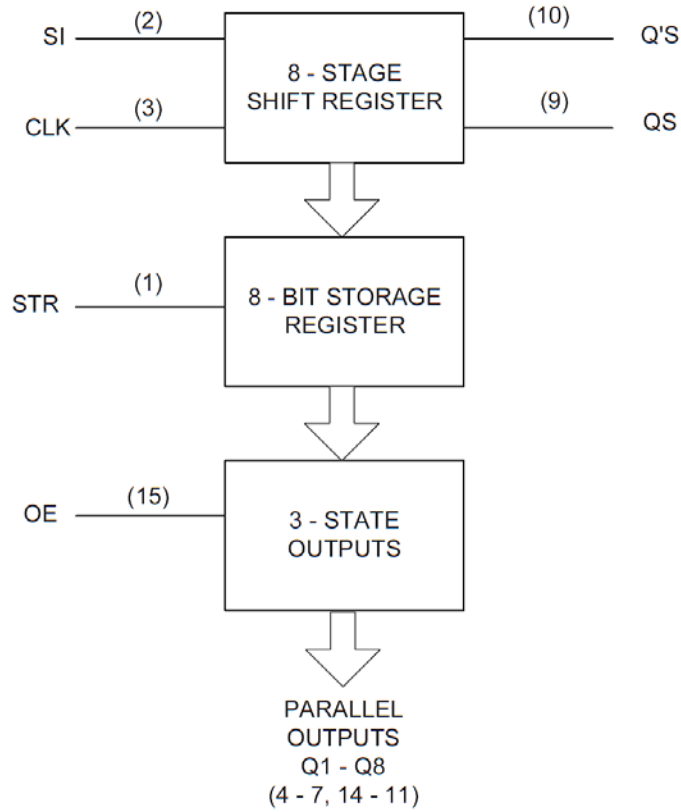 SI (2) (10) Q'S
8 - STAGE
SHIFT REGISTER
CLK (3) (9) QS
STR (1)
8 - BIT STORAGE
REGISTER
OE (15)
3 - STATE
OUTPUTS
PARALLEL
OUTPUTS
Q1 - Q8
(4 - 7, 14 - 11)